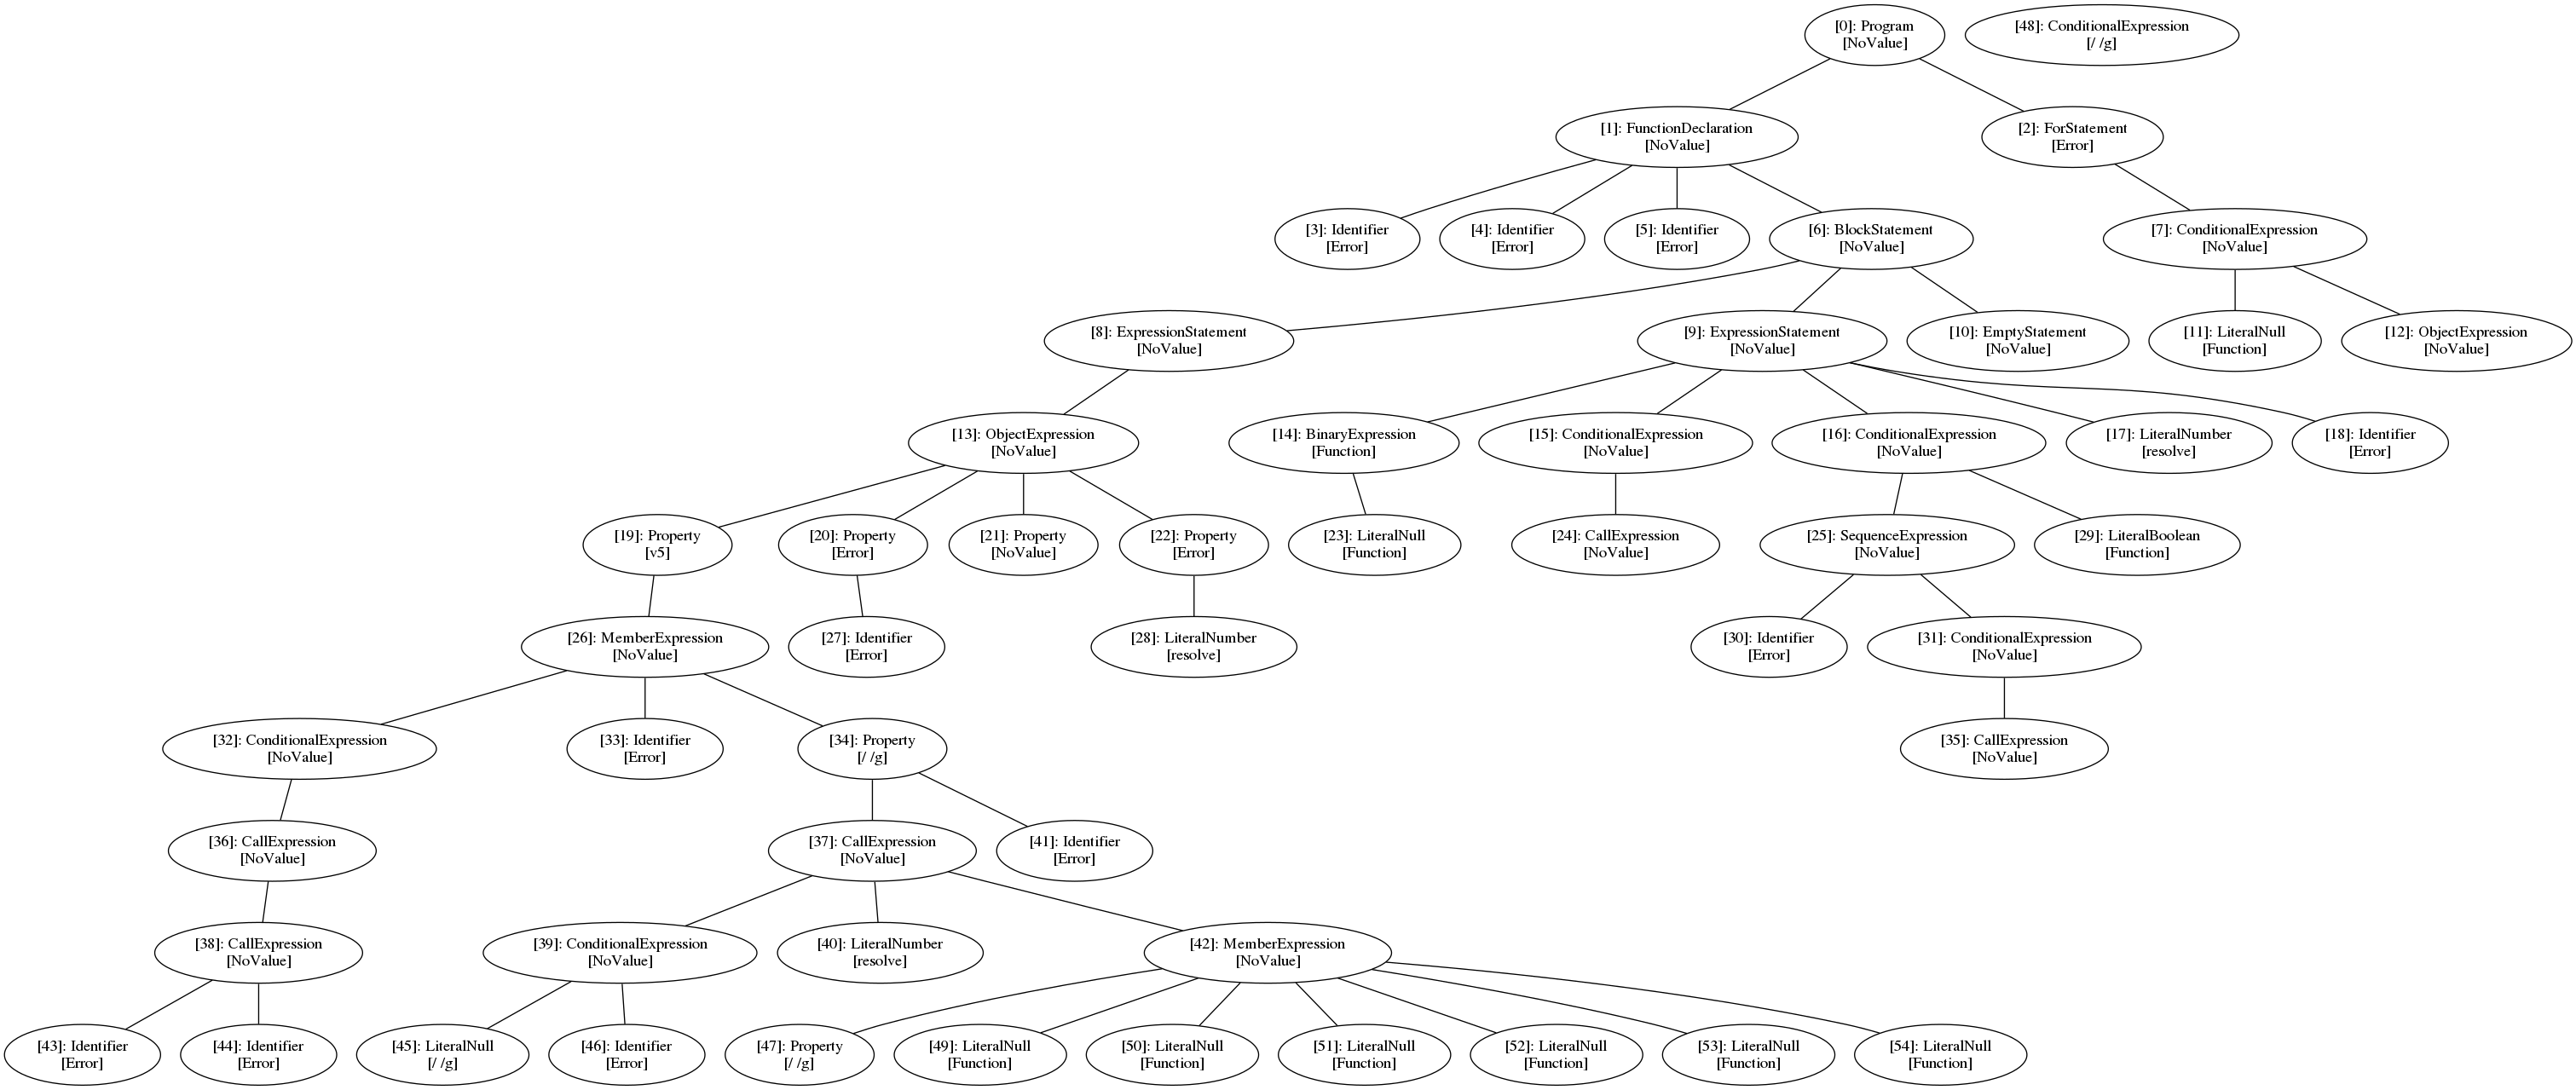 [0]: Program
[NoValue]
[48]: ConditionalExpression
[/ /g]
[1]: FunctionDeclaration
[NoValue]
[2]: ForStatement
[Error]
[3]: Identifier
[Error]
[4]: Identifier
[Error]
[5]: Identifier
[Error]
[6]: BlockStatement
[NoValue]
[7]: ConditionalExpression
[NoValue]
[8]: ExpressionStatement
[NoValue]
[9]: ExpressionStatement
[NoValue]
[10]: EmptyStatement
[NoValue]
[11]: LiteralNull
[Function]
[12]: ObjectExpression
[NoValue]
[13]: ObjectExpression
[NoValue]
[14]: BinaryExpression
[Function]
[15]: ConditionalExpression
[NoValue]
[16]: ConditionalExpression
[NoValue]
[17]: LiteralNumber
[resolve]
[18]: Identifier
[Error]
[19]: Property
[v5]
[20]: Property
[Error]
[21]: Property
[NoValue]
[22]: Property
[Error]
[23]: LiteralNull
[Function]
[24]: CallExpression
[NoValue]
[25]: SequenceExpression
[NoValue]
[29]: LiteralBoolean
[Function]
[26]: MemberExpression
[NoValue]
[27]: Identifier
[Error]
[28]: LiteralNumber
[resolve]
[30]: Identifier
[Error]
[31]: ConditionalExpression
[NoValue]
[32]: ConditionalExpression
[NoValue]
[33]: Identifier
[Error]
[34]: Property
[/ /g]
[35]: CallExpression
[NoValue]
[36]: CallExpression
[NoValue]
[37]: CallExpression
[NoValue]
[41]: Identifier
[Error]
[38]: CallExpression
[NoValue]
[39]: ConditionalExpression
[NoValue]
[40]: LiteralNumber
[resolve]
[42]: MemberExpression
[NoValue]
[43]: Identifier
[Error]
[44]: Identifier
[Error]
[45]: LiteralNull
[/ /g]
[46]: Identifier
[Error]
[47]: Property
[/ /g]
[49]: LiteralNull
[Function]
[50]: LiteralNull
[Function]
[51]: LiteralNull
[Function]
[52]: LiteralNull
[Function]
[53]: LiteralNull
[Function]
[54]: LiteralNull
[Function]